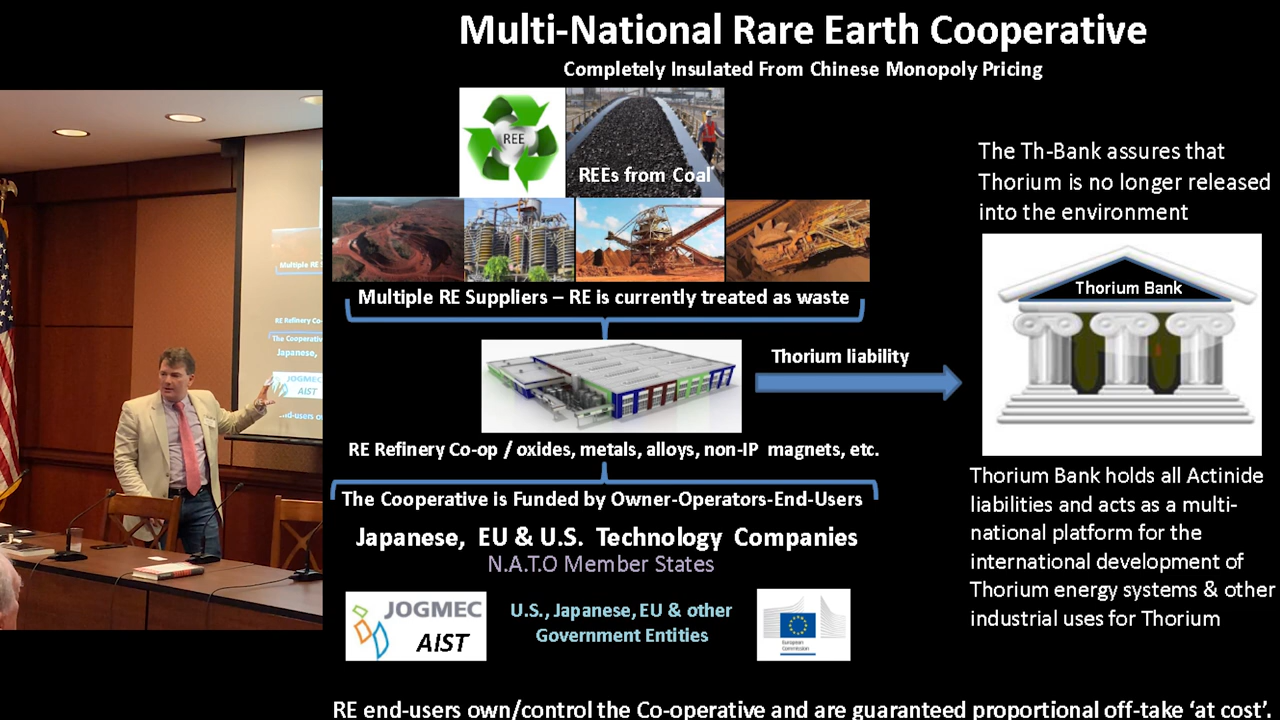 Multi-National Rare Earth Cooperative
Completely Insulated From Chinese Monopoly Pricing
REE
REEs from Coal
Multiple RE Suppliers – RE is currently treated as waste
Thorium liability
RE Refinery Co-op / oxides, metals, alloys, non-IP magnets, etc.
The Cooperative is Funded by Owner-Operators-End-Users
Japanese, EU & U.S. Technology Companies
N.A.T.O Member States
JOGMEC
AIST
U.S., Japanese, EU & other
Government Entities
European
Commission
The Th-Bank assures that
Thorium is no longer released
into the environment
Thorium Bank
Thorium Bank holds all Actinide
liabilities and acts as a multi-
national platform for the
international development of
Thorium energy systems & other
industrial uses for Thorium
RE end-users own/control the Co-operative and are guaranteed proportional off-take ‘at cost’.
Multiple RE
RE Refinery Co
The Cooperative
Japanese,
JOGMEC
AIST
end-users